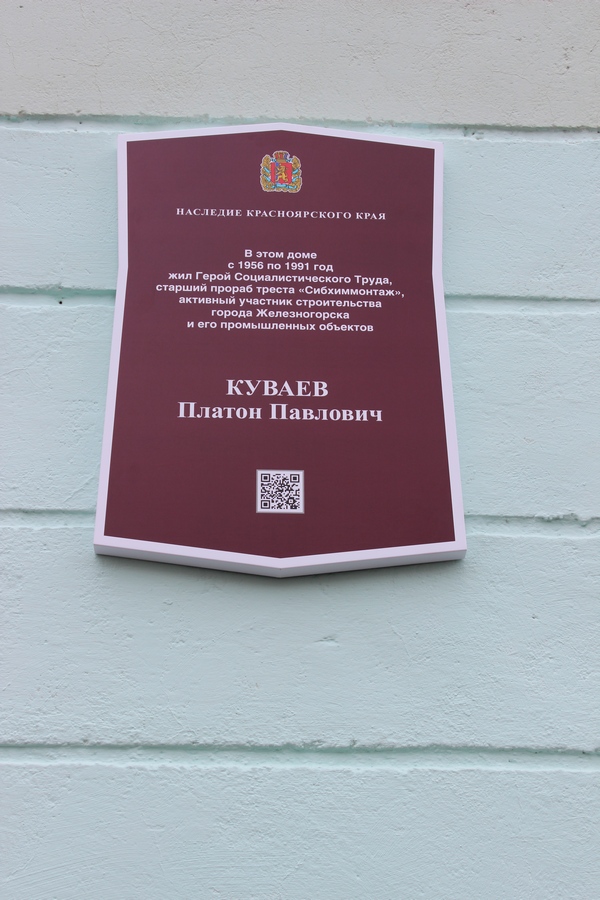 НАСЛЕДИЕ КРАСНОЯРСКОГО КРАЯ
В этом доме
с 1956 по 1991 год
жил Герой Социалистического Труда,
старший прораб треста «Сибхиммонтаж»,
активный участник строительства
города Железногорска
и его промышленных объектов
КУВАЕВ
Платон Павлович